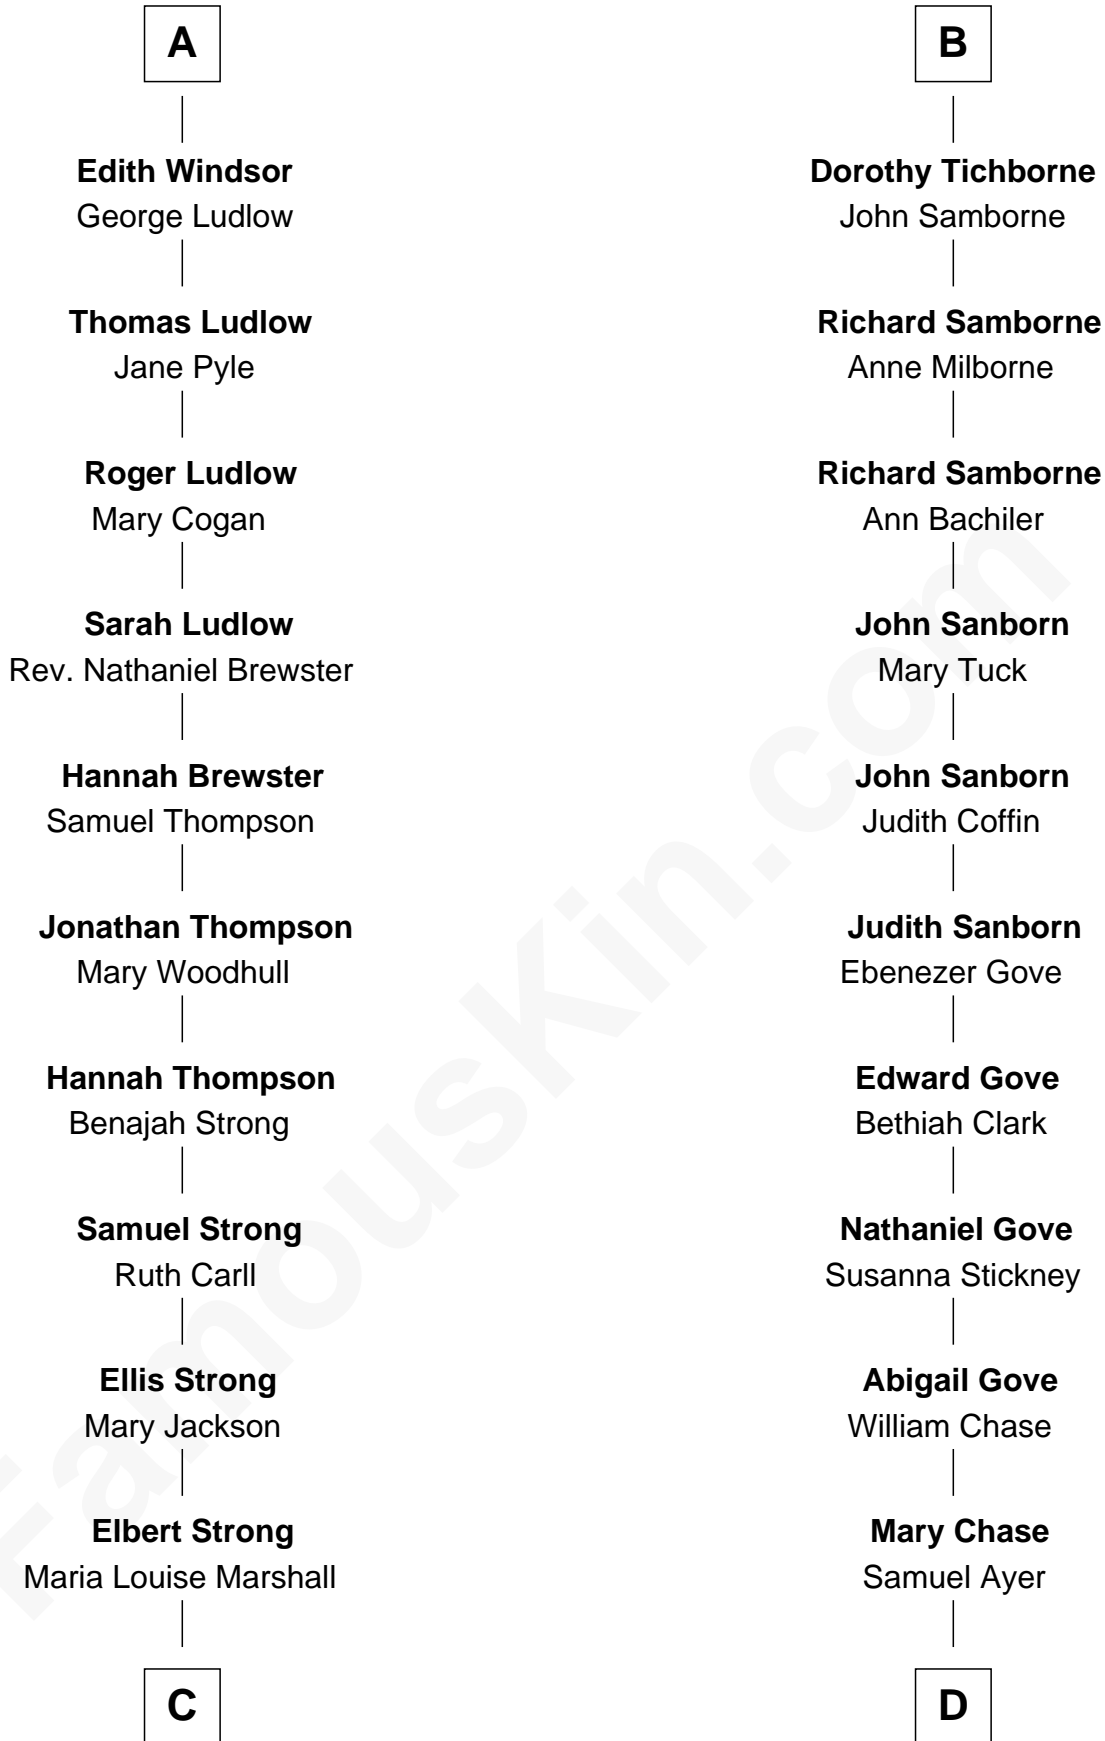 A
Edith Windsor
George Ludlow
Thomas Ludlow
Jane Pyle
Roger Ludlow
Mary Cogan
Sarah Ludlow
Rev. Nathaniel Brewster
Hannah Brewster
Samuel Thompson
Jonathan Thompson
Mary Woodhull
Hannah Thompson
Benajah Strong
Samuel Strong
Ruth Carll
Ellis Strong
Mary Jackson
Elbert Strong
Maria Louise Marshall
C
B
Dorothy Tichborne
John Samborne
Richard Samborne
Anne Milborne
Richard Samborne
Ann Bachiler
John Sanborn
Mary Tuck
John Sanborn
Judith Coffin
Judith Sanborn
Ebenezer Gove
Edward Gove
Bethiah Clark
Nathaniel Gove
Susanna Stickney
Abigail Gove
William Chase
Mary Chase
Samuel Ayer
D
FamousKin.com